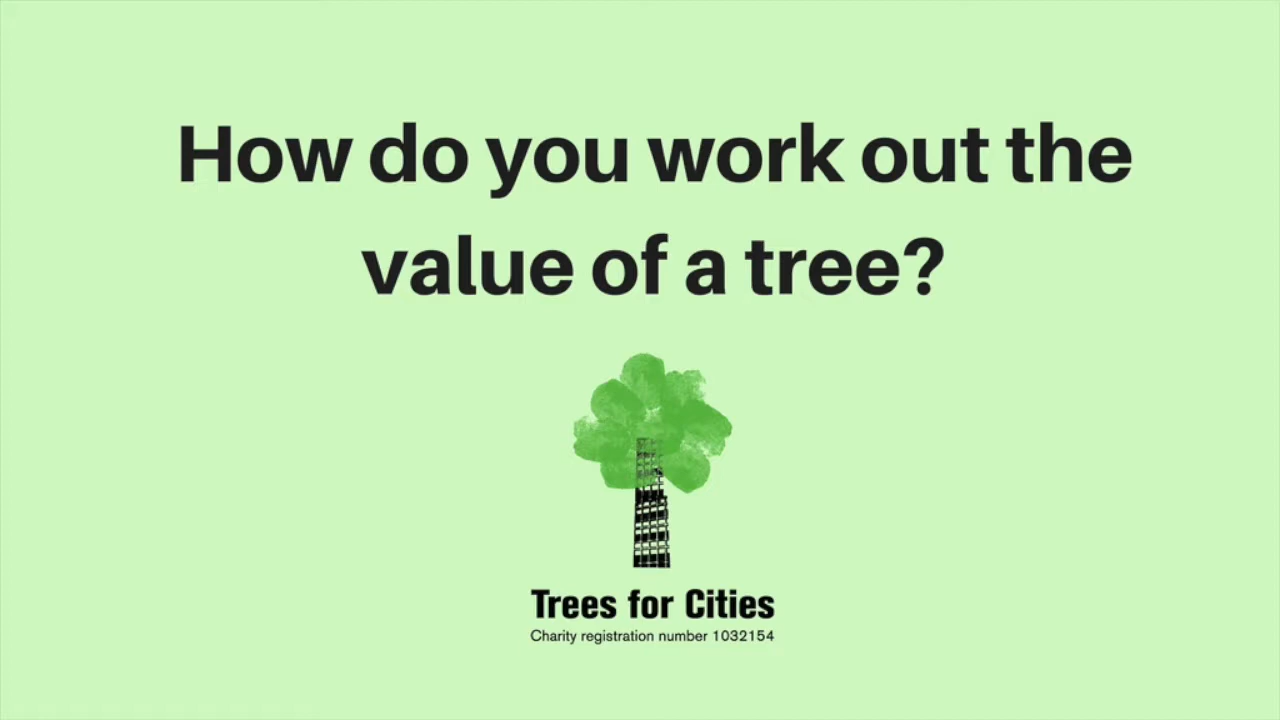 How do you work out the
value of a tree?
Trees for Cities
Charity registration number 1032154